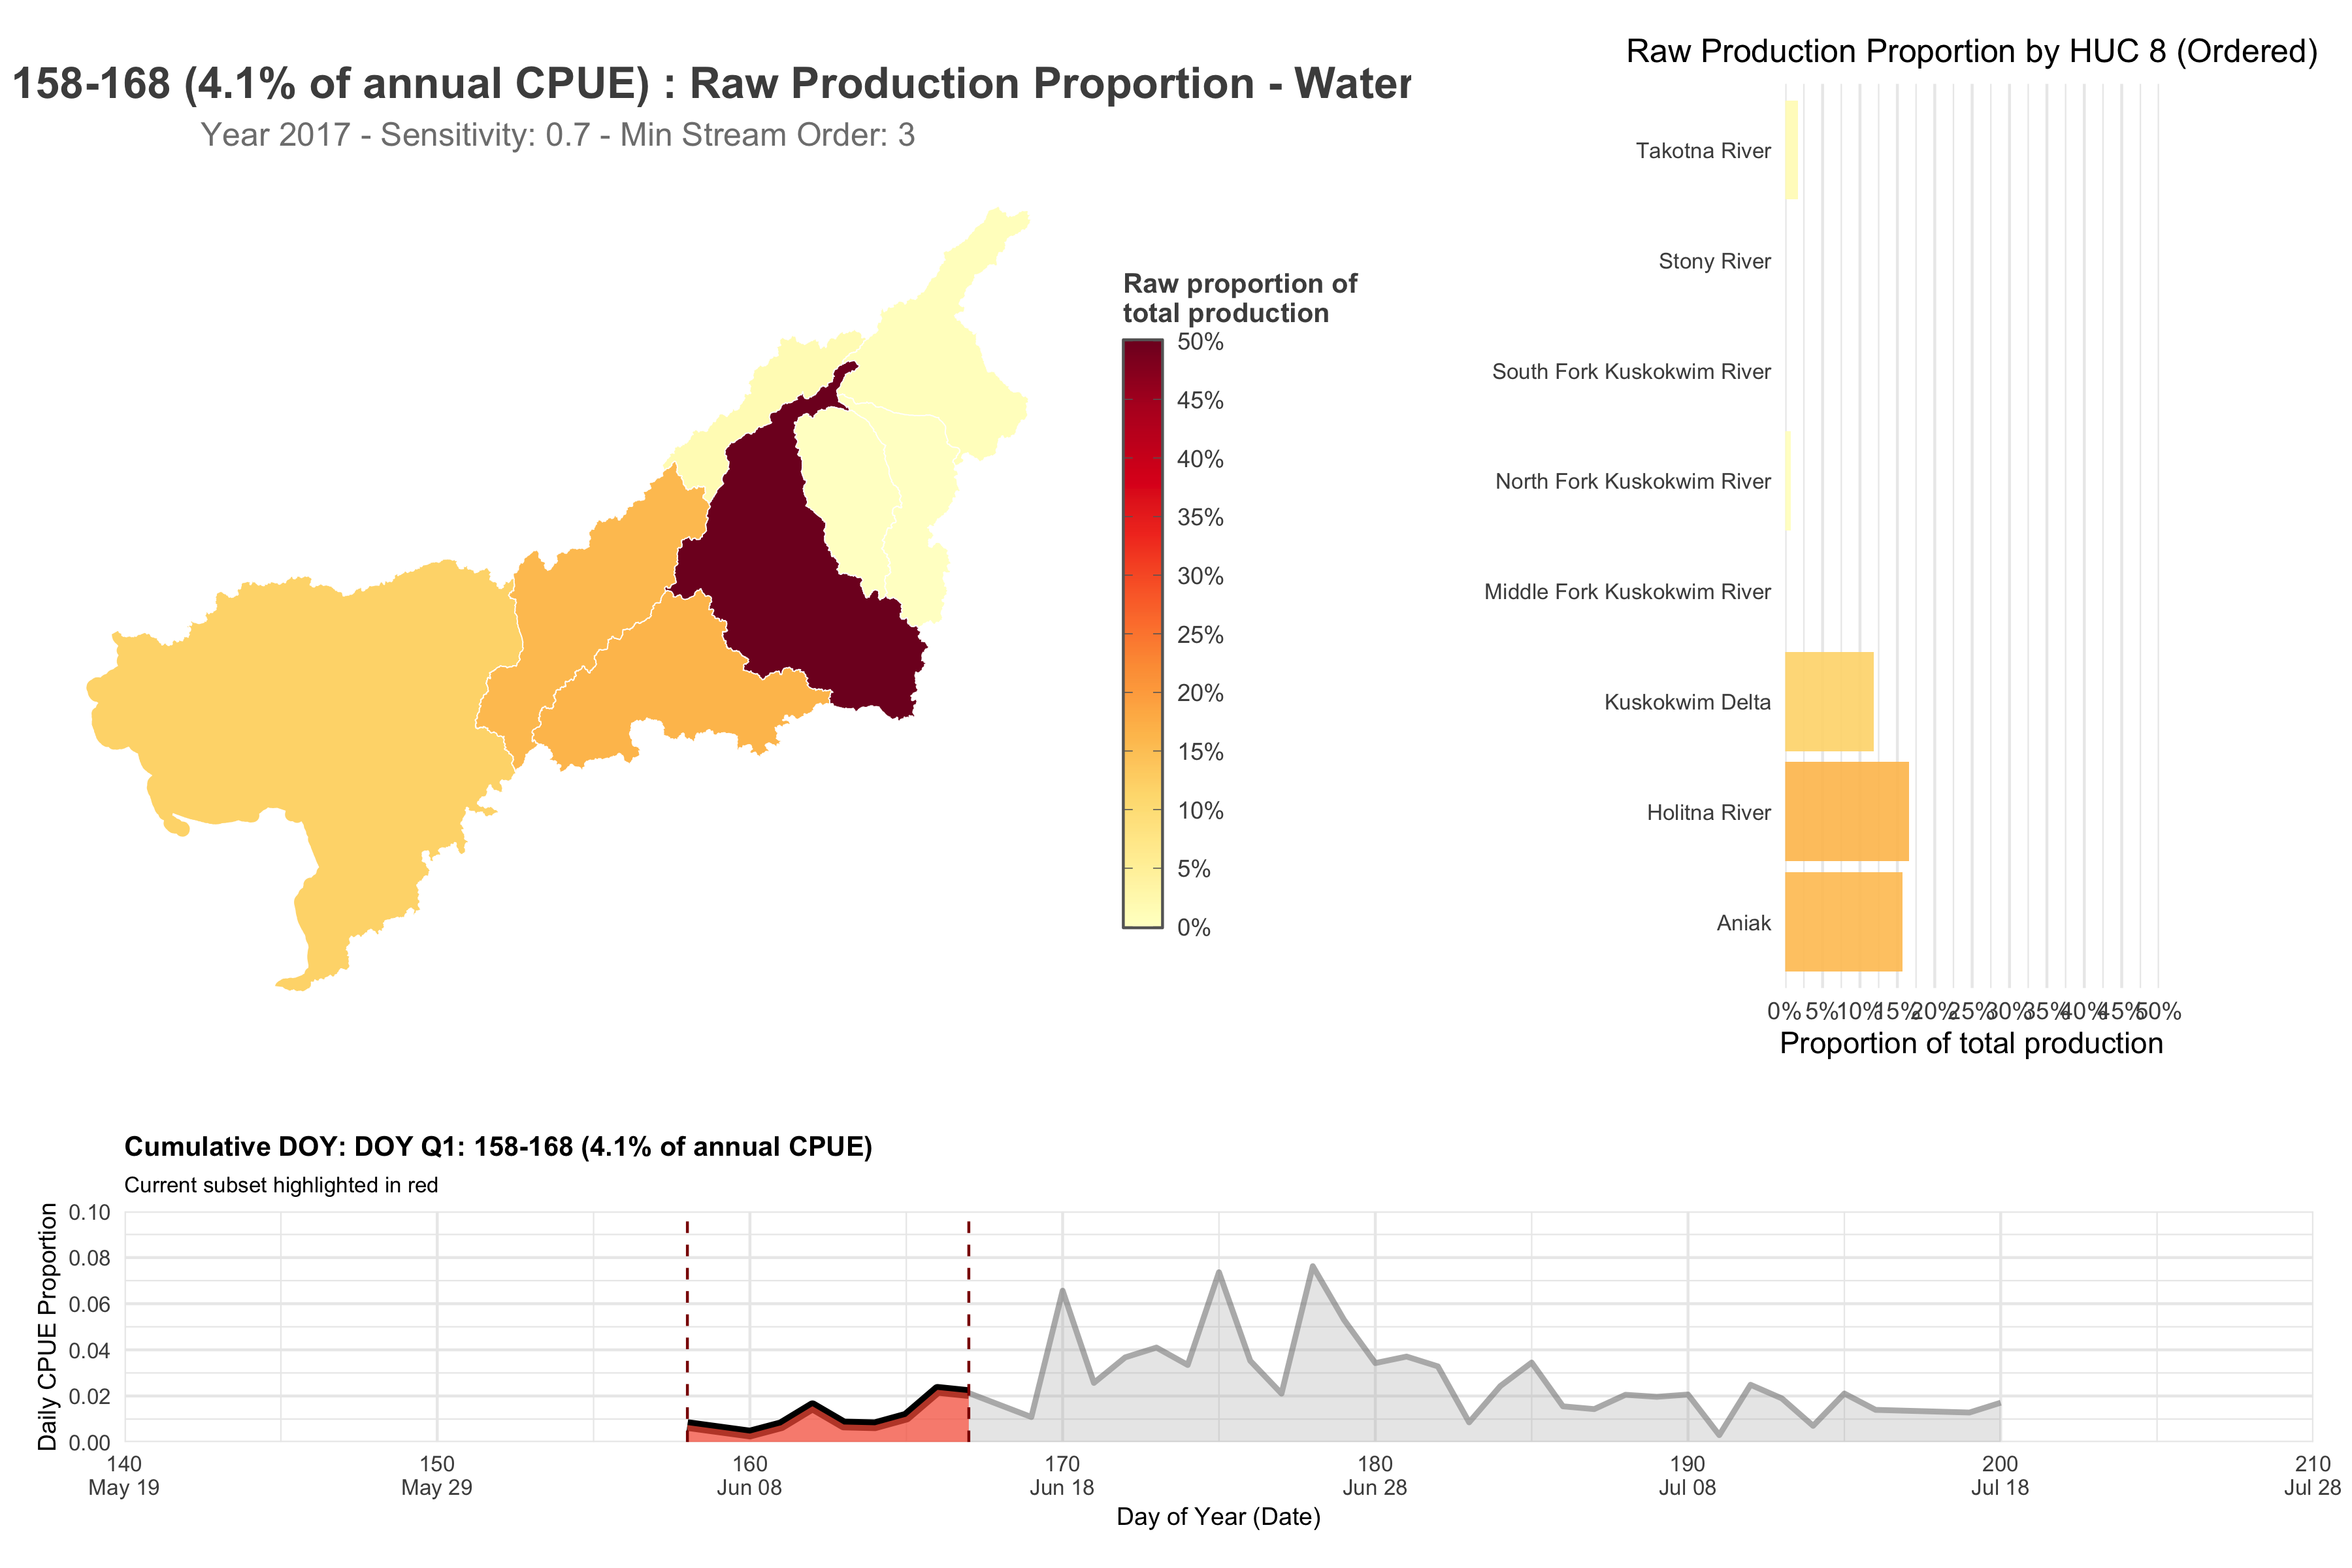 158-168 (4.1% of annual CPUE) : Raw Production Proportion - Water
Year 2017 - Sensitivity: 0.7 - Min Stream Order: 3
Raw proportion of
total production
50%
45%
40%
35%
30%
25%
20%
15%
10%
5%
0%
Raw Production Proportion by HUC 8 (Ordered)
Takotna River
Stony River
South Fork Kuskokwim River
North Fork Kuskokwim River
Middle Fork Kuskokwim River
Kuskokwim Delta
Holitna River
Aniak
0% 5% 10% 15% 20% 25% 30% 35% 40% 45% 50%
Proportion of total production
Cumulative DOY: DOY Q1: 158-168 (4.1% of annual CPUE)
Current subset highlighted in red
Daily CPUE Proportion
0.10
0.08
0.06
0.04
0.02
0.00
140 150 160 170 180 190 200 210
May 19 May 29 Jun 08 Jun 18 Jun 28 Jul 08 Jul 18 Jul 28
Day of Year (Date)